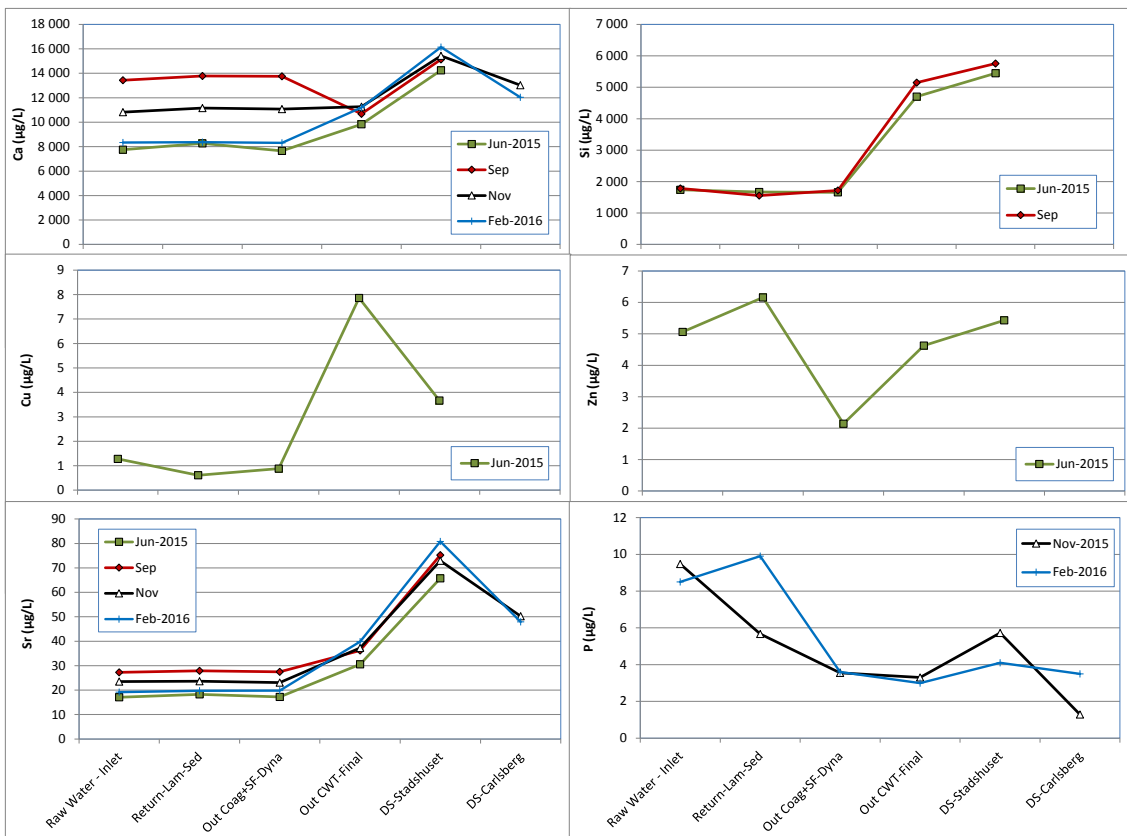 Ca (µg/L)
18 000
16 000
14 000
12 000
10 000
8 000
6 000
4 000
2 000
0
Jun-2015
Sep
Nov
Feb-2016
Si (µg/L)
7 000
6 000
5 000
4 000
3 000
2 000
1 000
0
Jun-2015
Sep
Cu (µg/L)
9
8
7
6
5
4
3
2
1
0
Jun-2015
Zn (µg/L)
7
6
5
4
3
2
1
0
Jun-2015
Sr (µg/L)
90
80
70
60
50
40
30
20
10
0
Jun-2015
Sep
Nov
Feb-2016
Raw Water - Inlet
Return-Lam-Sed
Out Coag+SF-Dyna
Out CWT-Final
DS-Stadshuset
DS-Carlsberg
P (µg/L)
12
10
8
6
4
2
0
Nov-2015
Feb-2016
Raw Water - Inlet
Return-Lam-Sed
Out Coag+SF-Dyna
Out CWT-Final
DS-Stadshuset
DS-Carlsberg